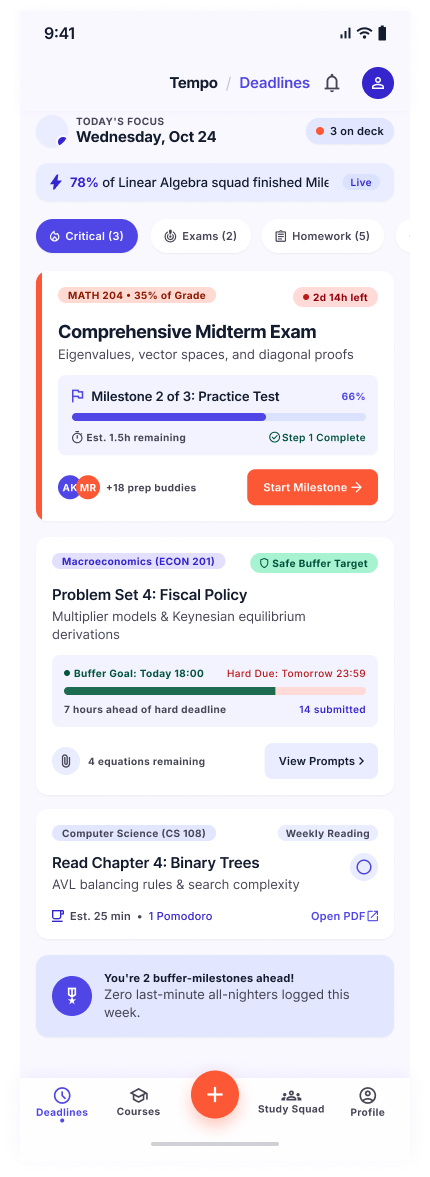 9:41
Tempo / Deadlines
TODAY'S FOCUS
Wednesday, Oct 24
3 on deck
78% of Linear Algebra squad finished Mile
Live
Critical (3)
Exams (2)
Homework (5)
MATH 204 • 35% of Grade
2d 14h left
Comprehensive Midterm Exam
Eigenvalues, vector spaces, and diagonal proofs
Milestone 2 of 3: Practice Test
66%
Est. 1.5h remaining
Step 1 Complete
AK
MR
+18 prep buddies
Start Milestone
Macroeconomics (ECON 201)
Safe Buffer Target
Problem Set 4: Fiscal Policy
Multiplier models & Keynesian equilibrium
derivations
Buffer Goal: Today 18:00
Hard Due: Tomorrow 23:59
7 hours ahead of hard deadline
14 submitted
4 equations remaining
View Prompts
Computer Science (CS 108)
Weekly Reading
Read Chapter 4: Binary Trees
AVL balancing rules & search complexity
Est. 25 min • 1 Pomodoro
Open PDF
You're 2 buffer-milestones ahead!
Zero last-minute all-nighters logged this
week.
Deadlines
Courses
Study Squad
Profile